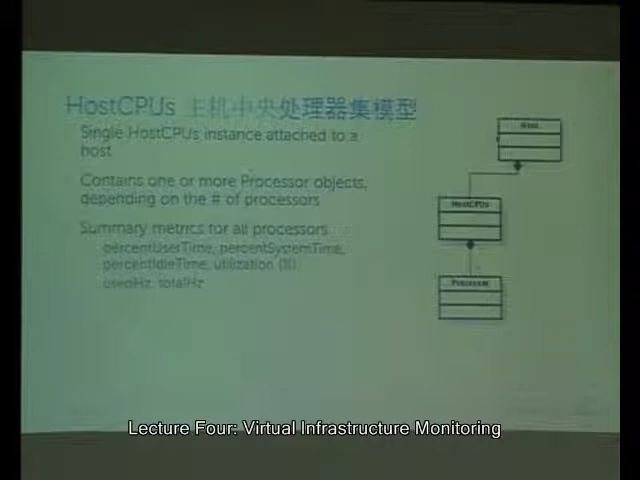 HostCPUs 主机中央处理器集模型
Single HostCPUs instance attached to a
host
Contains one or more Processor objects,
depending on the # of processors
Summary metrics for all processors
percentUserTime, percentSystemTime,
percentIdleTime, utilization (%)
usedHz, totalHz
Host
HostCPUs
Processor
Lecture Four: Virtual Infrastructure Monitoring